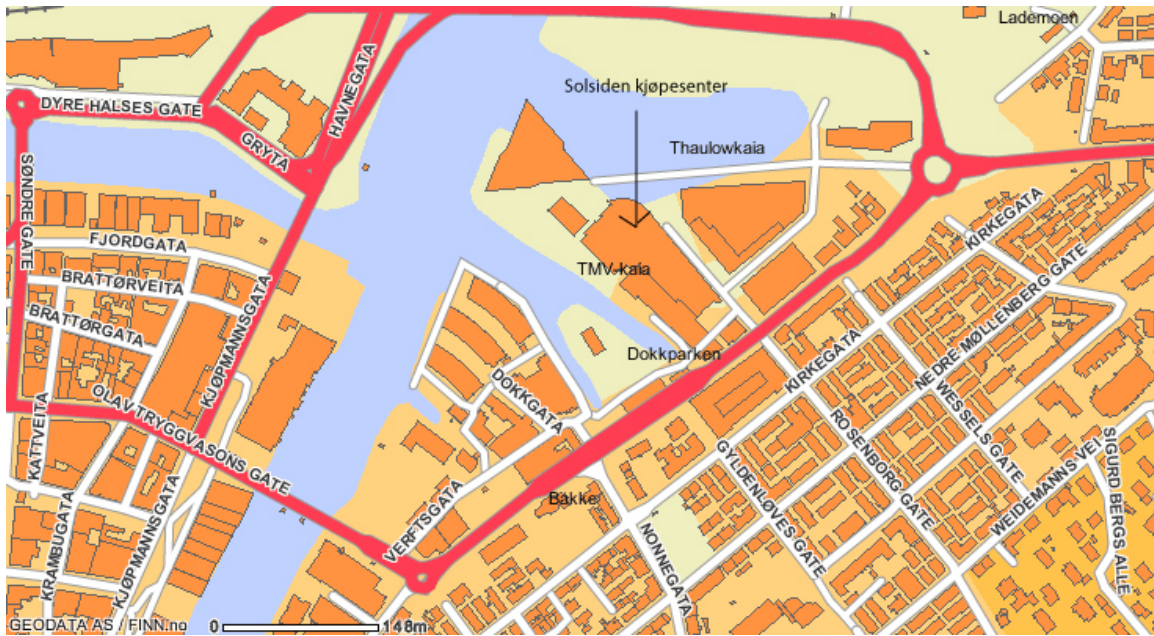 Lademoen
Solsiden kjøpesenter
DYRE HALSES GATE
HAVNEGATA
GRYTA
Thaulowkaia
SØNDRE GATE
FJORDGATA
KIRKEGATA
BRATTØRVEITA
TMV-kaia
BRATTØRGATA
KJØPMANNSGATA
NEDRE MØLLENBERG GATE
Dokkparken
KIRKEGATA
DOKKGATA
OLAV TRYGGVASONS GATE
KATTVEITA
WESSELS GATE
ROSENBORG GATE
GYLDENLØVES GATE
WEIDEMANNS VEI
SIGURD BERGS ALLE
Bakke
VERFTSGATA
NONNEGATA
KRAMBUGATA
KJØPMANNSGATA
GEODATA AS / FINN.no
0 148m